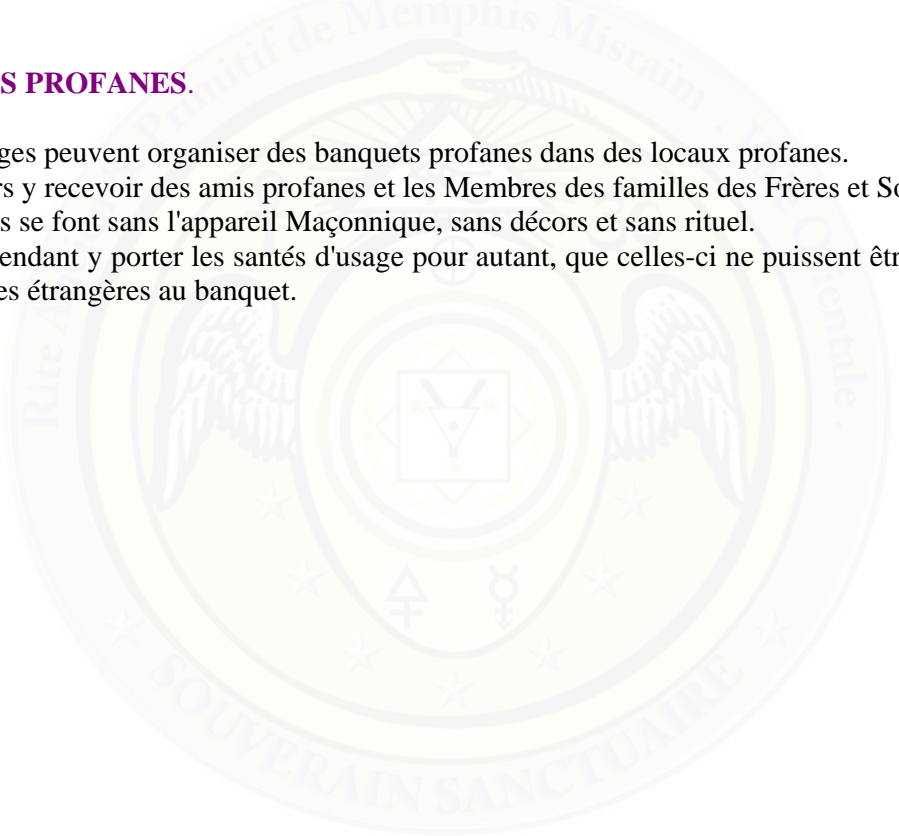 S PROFANES.
ges peuvent organiser des banquets profanes dans des locaux profanes.
rs y recevoir des amis profanes et les Membres des familles des Frères et So
s se font sans l'appareil Maçonnique, sans décors et sans rituel.
endant y porter les santés d'usage pour autant, que celles-ci ne puissent êtr
es étrangères au banquet.
Primitif de Memphis Misraïm
Rite
SOUVERAIN SANCTUAIRE